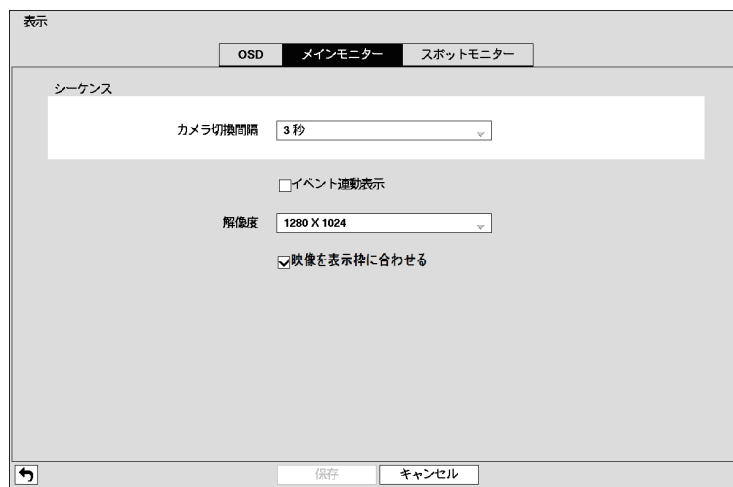 表示
OSD メインモニター スポットモニター
シーケンス
カメラ切換間隔 3 秒
イベント連動表示
解像度 1280 X 1024
映像を表示枠に合わせる
保存 キャンセル